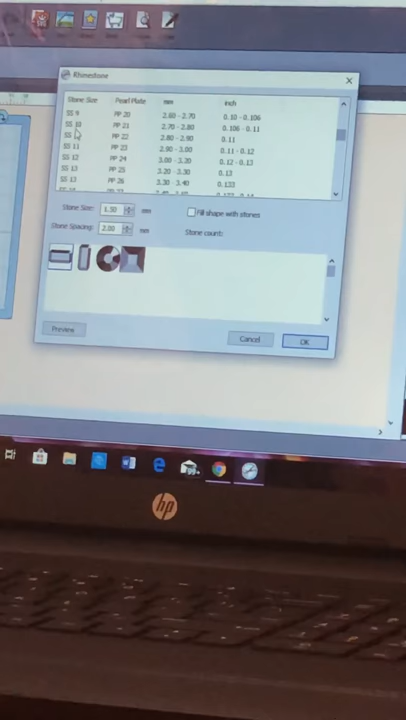 Rhinestone
Stone Size Pearl Plate mm inch
SS 9 PP 20 2.60 - 2.70 0.10 - 0.106
SS 10 PP 21 2.70 - 2.80 0.106 - 0.11
SS PP 22 2.80 - 2.90 0.11
SS 11 PP 23 2.90 - 3.00 0.11 - 0.12
SS 12 PP 24 3.00 - 3.20 0.12 - 0.13
SS 13 PP 25 3.20 - 3.30 0.13
SS 13 PP 26 3.30 - 3.40 0.133
Stone Size: 1.50 mm Fill shape with stones
Stone Spacing: 2.00 mm Stone count:
Preview Cancel OK
hp